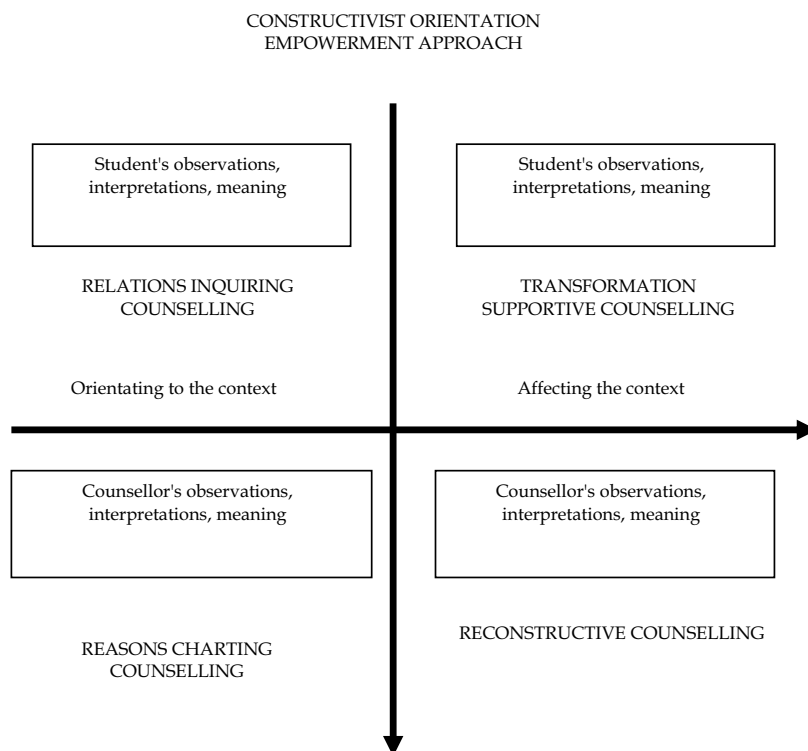 CONSTRUCTIVIST ORIENTATION
EMPOWERMENT APPROACH
Student's observations,
interpretations, meaning
Student's observations,
interpretations, meaning
RELATIONS INQUIRING
COUNSELLING
TRANSFORMATION
SUPPORTIVE COUNSELLING
Orientating to the context
Affecting the context
Counsellor's observations,
interpretations, meaning
Counsellor's observations,
interpretations, meaning
REASONS CHARTING
COUNSELLING
RECONSTRUCTIVE COUNSELLING